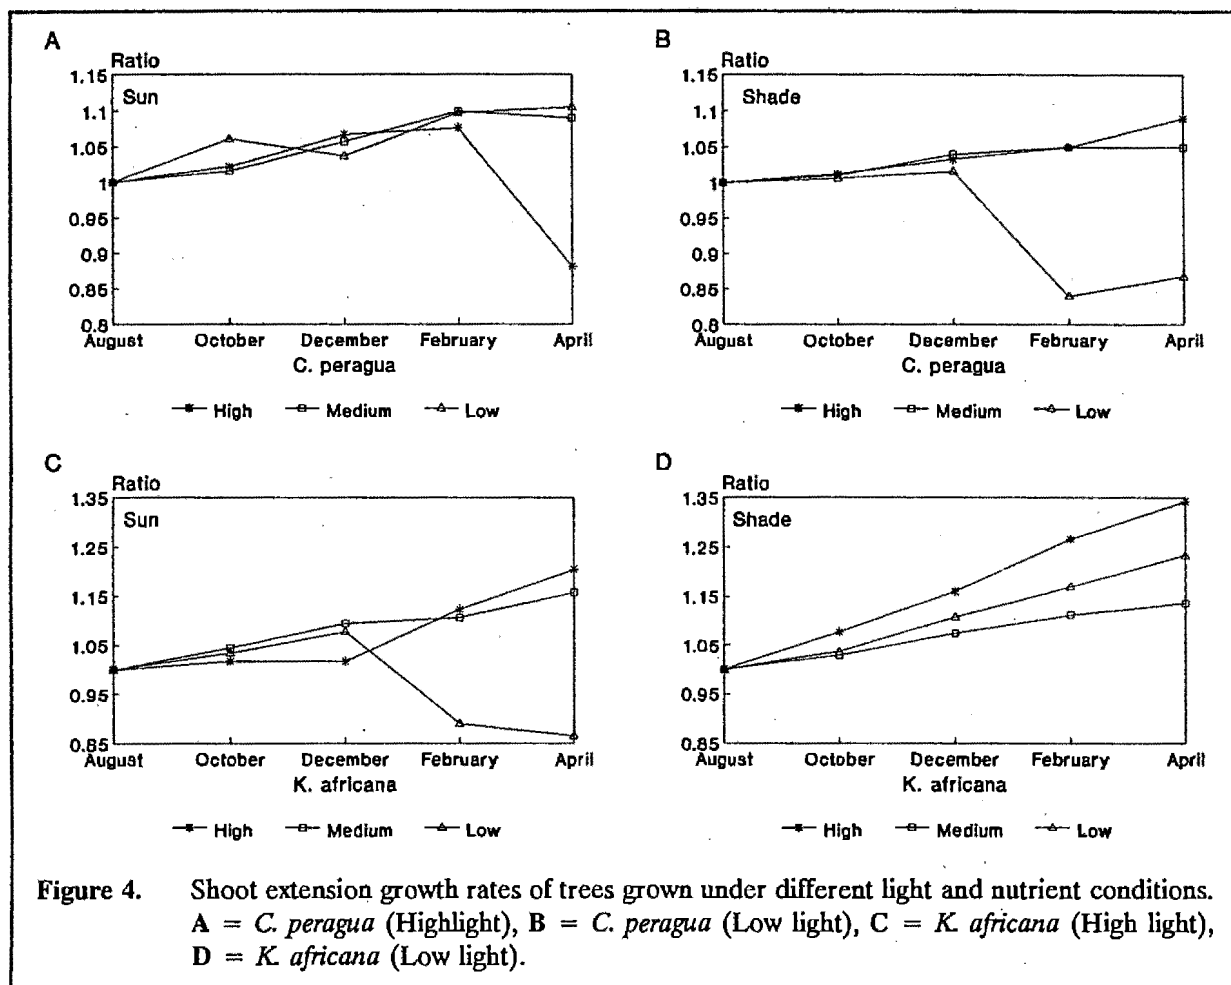 A
Ratio
1.15
Sun
1.1
1.05
1
0.95
0.9
0.85
0.8
August October December February April
C. peragua
High Medium Low
B
Ratio
1.15
Shade
1.1
1.05
1
0.95
0.9
0.85
0.8
August October December February April
C. peragua
High Medium Low
C
Ratio
1.35
Sun
1.25
1.15
1.05
0.95
0.85
August October December February April
K. africana
High Medium Low
D
Ratio
1.35
Shade
1.25
1.15
1.05
0.95
0.85
August October December February April
K. africana
High Medium Low
Figure 4. Shoot extension growth rates of trees grown under different light and nutrient conditions.
A = C. peragua (Highlight), B = C. peragua (Low light), C = K. africana (High light),
D = K. africana (Low light).